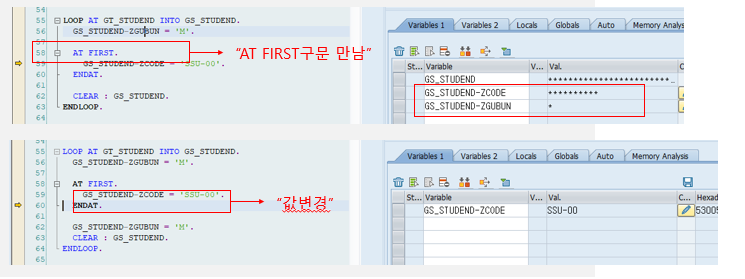 54
55 LOOP AT GT_STUDEND INTO GS_STUDEND.
56 GS_STUDEND-ZGUBUN = 'M'.
57
58 AT FIRST.
59 GS_STUDEND-ZCODE = 'SSU-00'.
60 ENDAT.
61
62 CLEAR : GS_STUDEND.
63 ENDLOOP.
64
“AT FIRST구문 만남”
Variables 1 Variables 2 Locals Globals Auto Memory Analys
St... Variable V... Val. C
GS_STUDEND
GS_STUDEND-ZCODE **********
GS_STUDEND-ZGUBUN *
54
55 LOOP AT GT_STUDEND INTO GS_STUDEND.
56 GS_STUDEND-ZGUBUN = 'M'.
57
58 AT FIRST.
59 GS_STUDEND-ZCODE = 'SSU-00'.
60 ENDAT.
61
62 GS_STUDEND-ZGUBUN = 'M'.
63 CLEAR : GS_STUDEND.
64 ENDLOOP.
65
“값변경”
Variables 1 Variables 2 Locals Globals Auto Memory Analysis
St... Variable V... Val. C... Hexad
GS_STUDEND-ZCODE SSU-00 53005